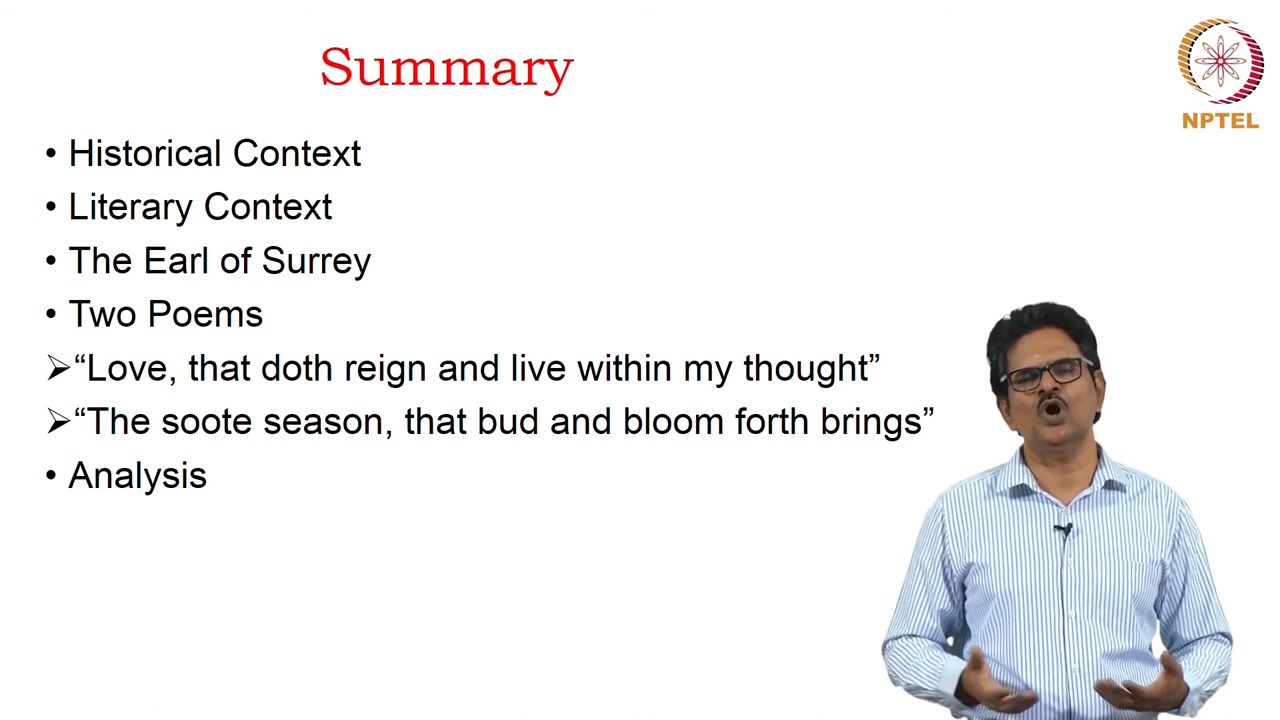 Summary
NPTEL
• Historical Context
• Literary Context
• The Earl of Surrey
• Two Poems
➢“Love, that doth reign and live within my thought”
➢“The soote season, that bud and bloom forth brings”
• Analysis